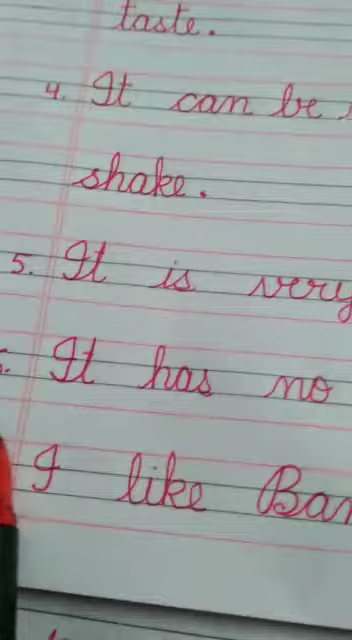 taste.
4. It can be
shake.
5. It is very
It has no
I like